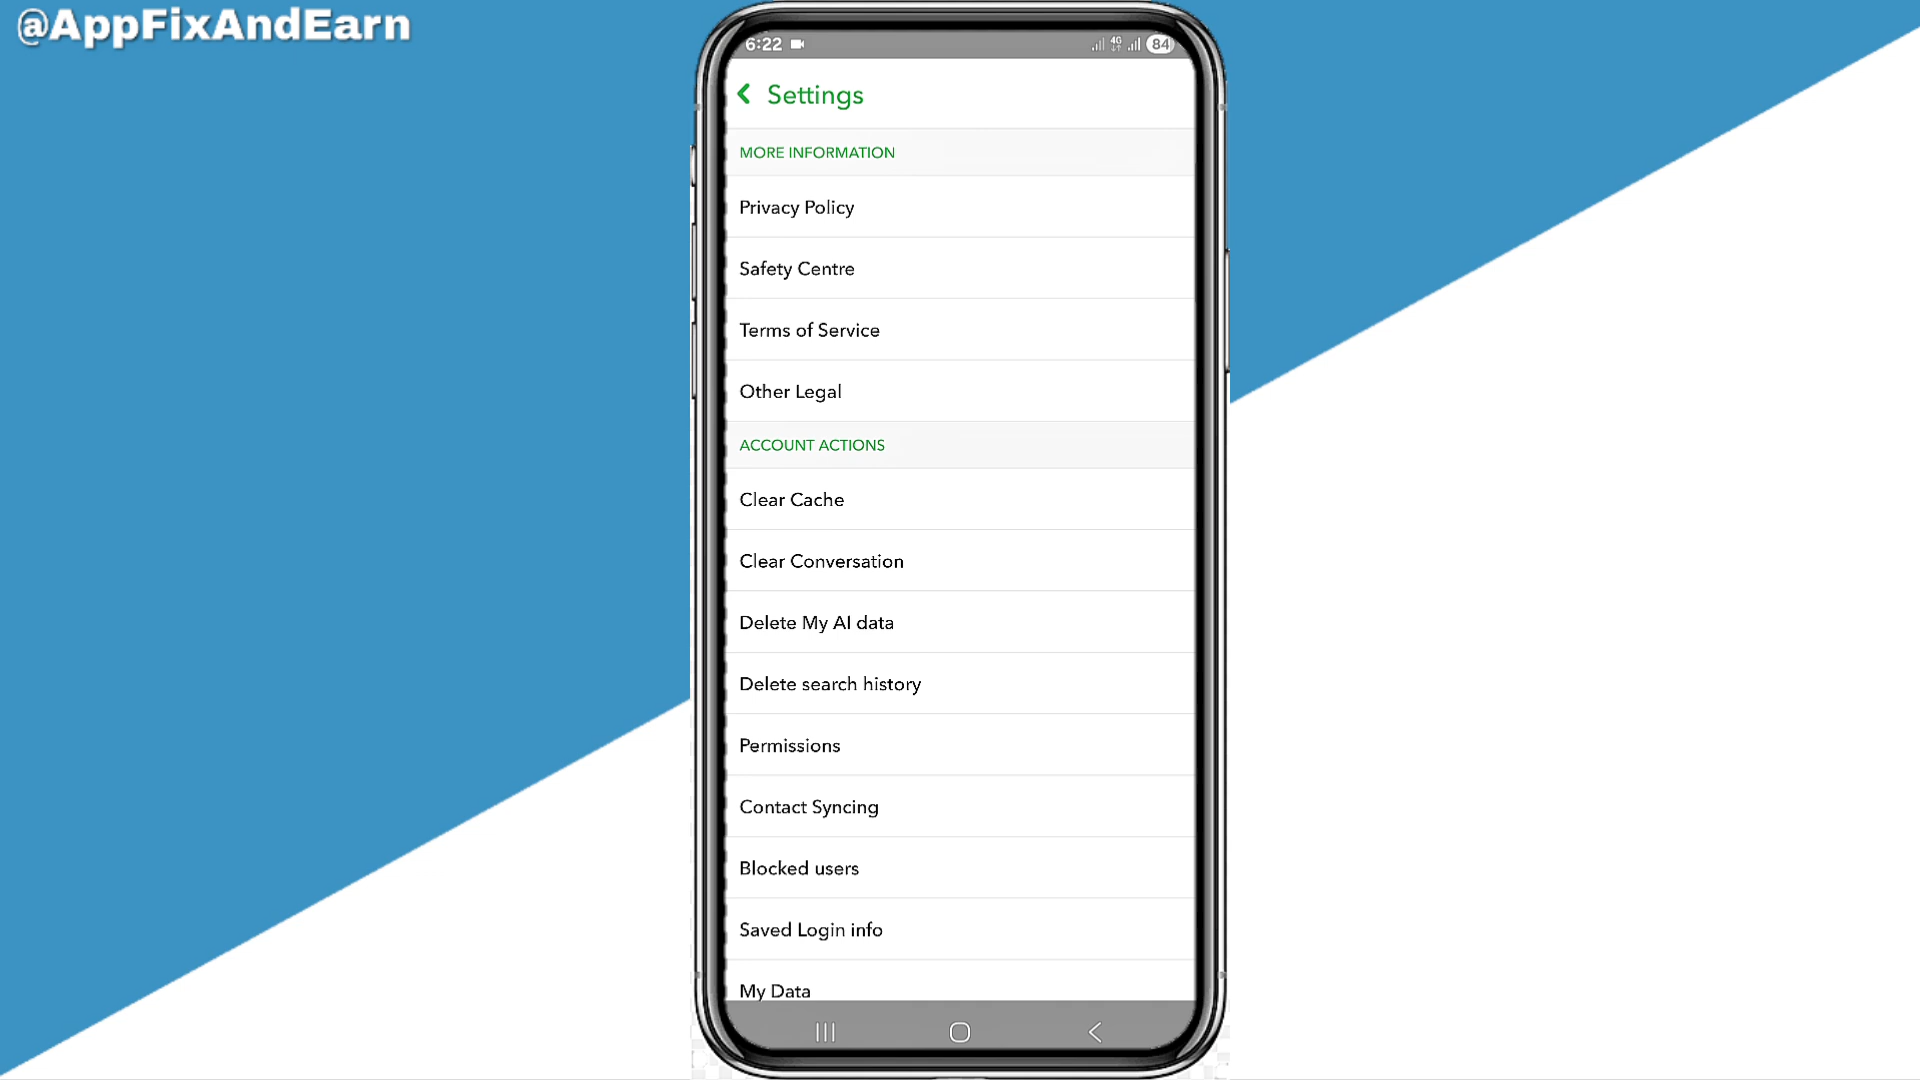 @AppFixAndEarn
6:22 4G 84
Settings
MORE INFORMATION
Privacy Policy
Safety Centre
Terms of Service
Other Legal
ACCOUNT ACTIONS
Clear Cache
Clear Conversation
Delete My AI data
Delete search history
Permissions
Contact Syncing
Blocked users
Saved Login info
My Data